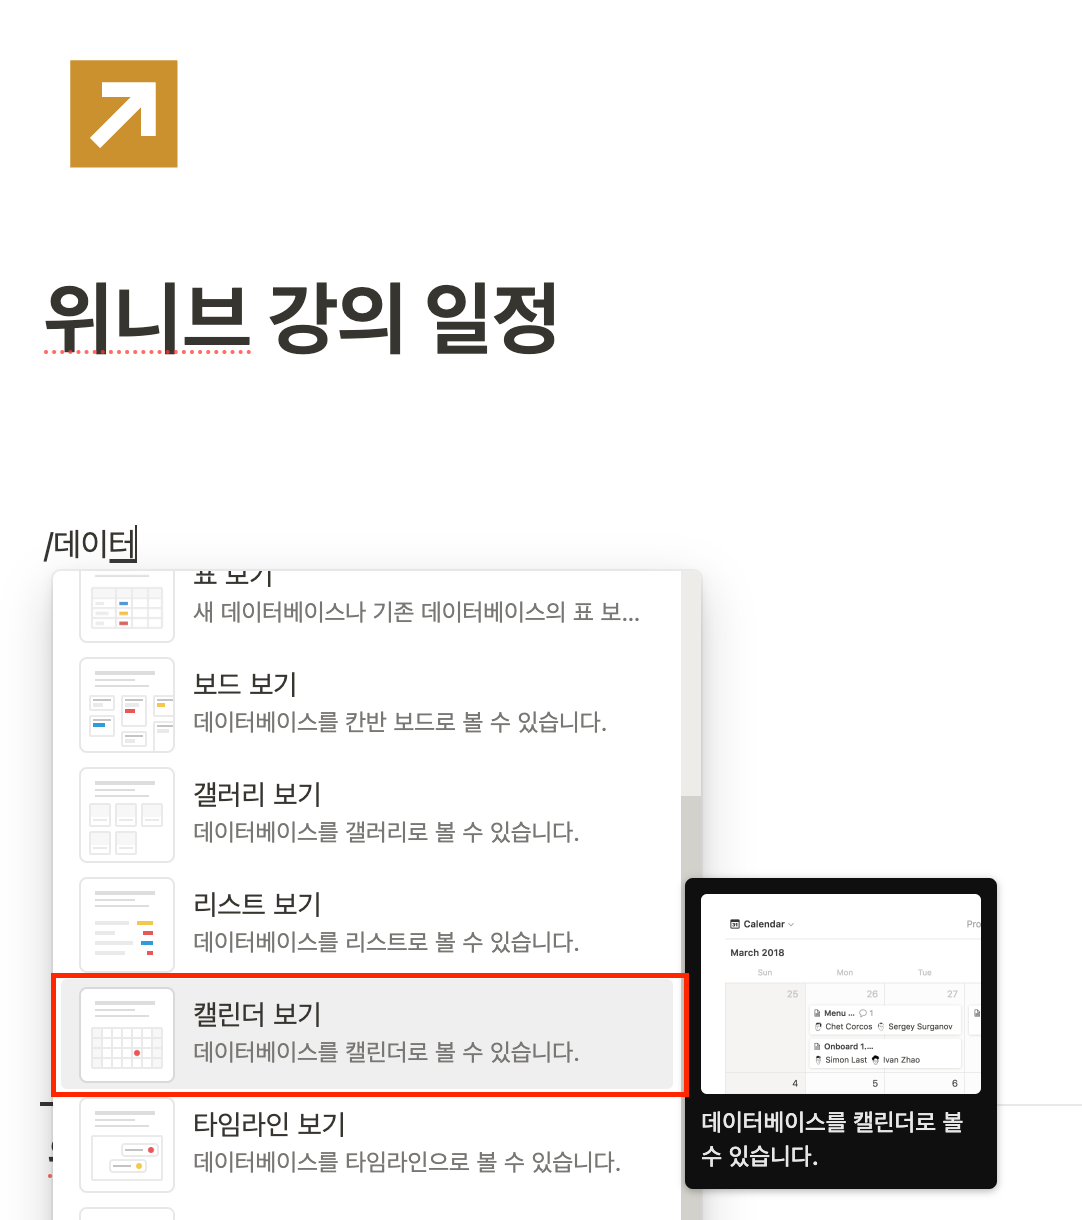 위니브 강의 일정
/데이터
표 보기
새 데이터베이스나 기존 데이터베이스의 표 보...
보드 보기
데이터베이스를 칸반 보드로 볼 수 있습니다.
갤러리 보기
데이터베이스를 갤러리로 볼 수 있습니다.
리스트 보기
데이터베이스를 리스트로 볼 수 있습니다.
캘린더 보기
데이터베이스를 캘린더로 볼 수 있습니다.
타임라인 보기
데이터베이스를 타임라인으로 볼 수 있습니다.
Calendar
Pro
March 2018
Sun Mon Tue
25 26 27
Menu ... 1
Chet Corcos Sergey Surganov
Onboard 1....
Simon Last Ivan Zhao
4 5 6
데이터베이스를 캘린더로 볼
수 있습니다.